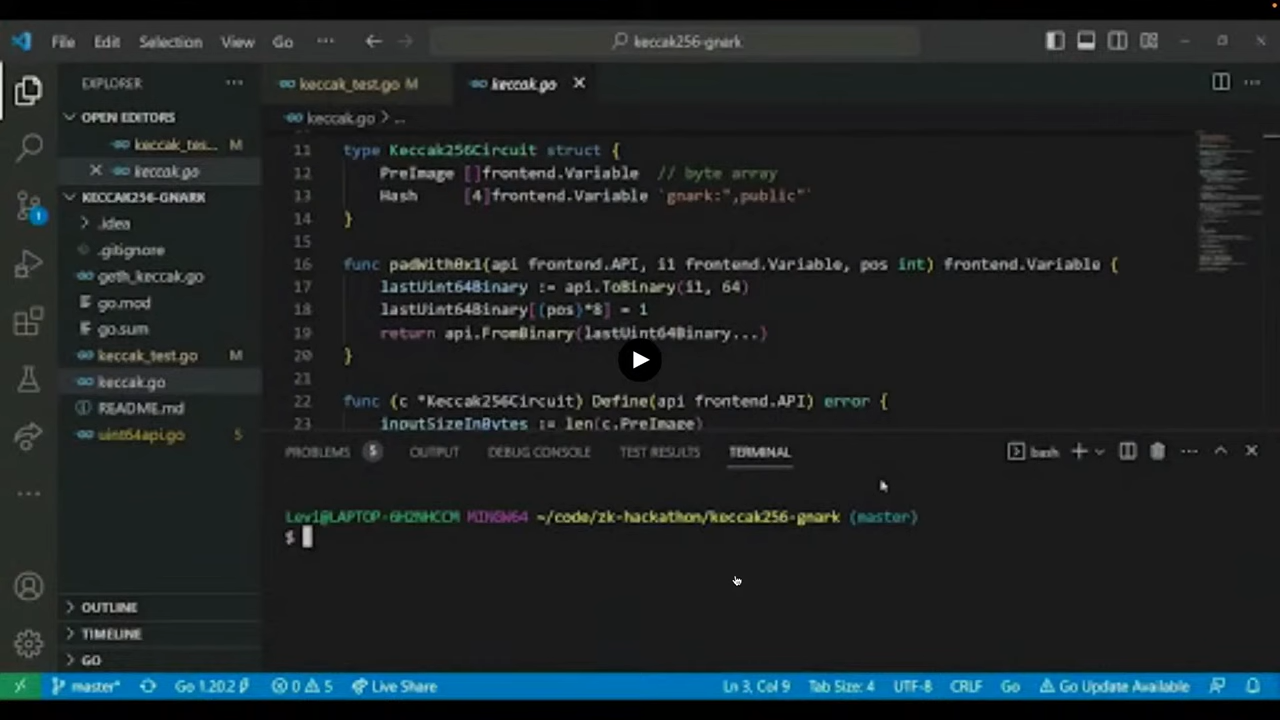 File Edit Selection View Go ··· keccak256-gnark
EXPLORER ···
keccak_test.go M keccak.go
OPEN EDITORS
keccak_tes... M
keccak.go
KECCAK256-GNARK
.idea
.gitignore
geth_keccak.go
go.mod
go.sum
keccak_test.go M
keccak.go
README.md
uint64api.go 5
OUTLINE
TIMELINE
GO
keccak.go > ...
11 type Keccak256Circuit struct {
12 PreImage []frontend.Variable // byte array
13 Hash [4]frontend.Variable `gnark:",public"`
14 }
15
16 func padWith0x1(api frontend.API, i1 frontend.Variable, pos int) frontend.Variable {
17 lastUint64Binary := api.ToBinary(i1, 64)
18 lastUint64Binary[(pos)*8] = 1
19 return api.FromBinary(lastUint64Binary...)
20 }
21
22 func (c *Keccak256Circuit) Define(api frontend.API) error {
23 inputSizeInBytes := len(c.PreImage)
PROBLEMS 5 OUTPUT DEBUG CONSOLE TEST RESULTS TERMINAL bash
Levi@LAPTOP-6H2NHCCM MINGW64 ~/code/zk-hackathon/keccak256-gnark (master)
$
master* Go 1.20.2 0 5 Live Share Ln 3, Col 9 Tab Size: 4 UTF-8 CRLF Go Go Update Available